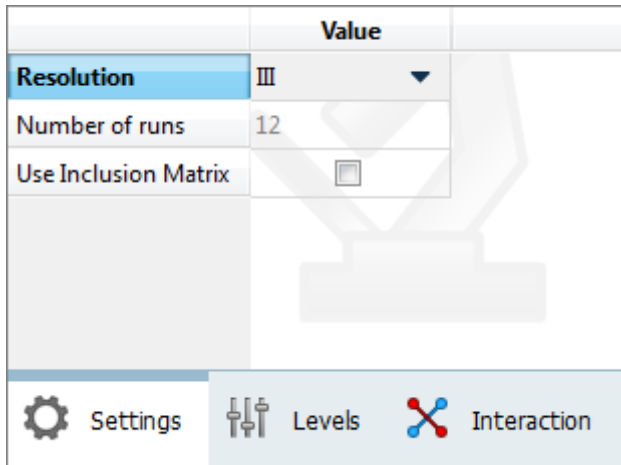 Value
Resolution III
Number of runs 12
Use Inclusion Matrix
Settings Levels Interaction